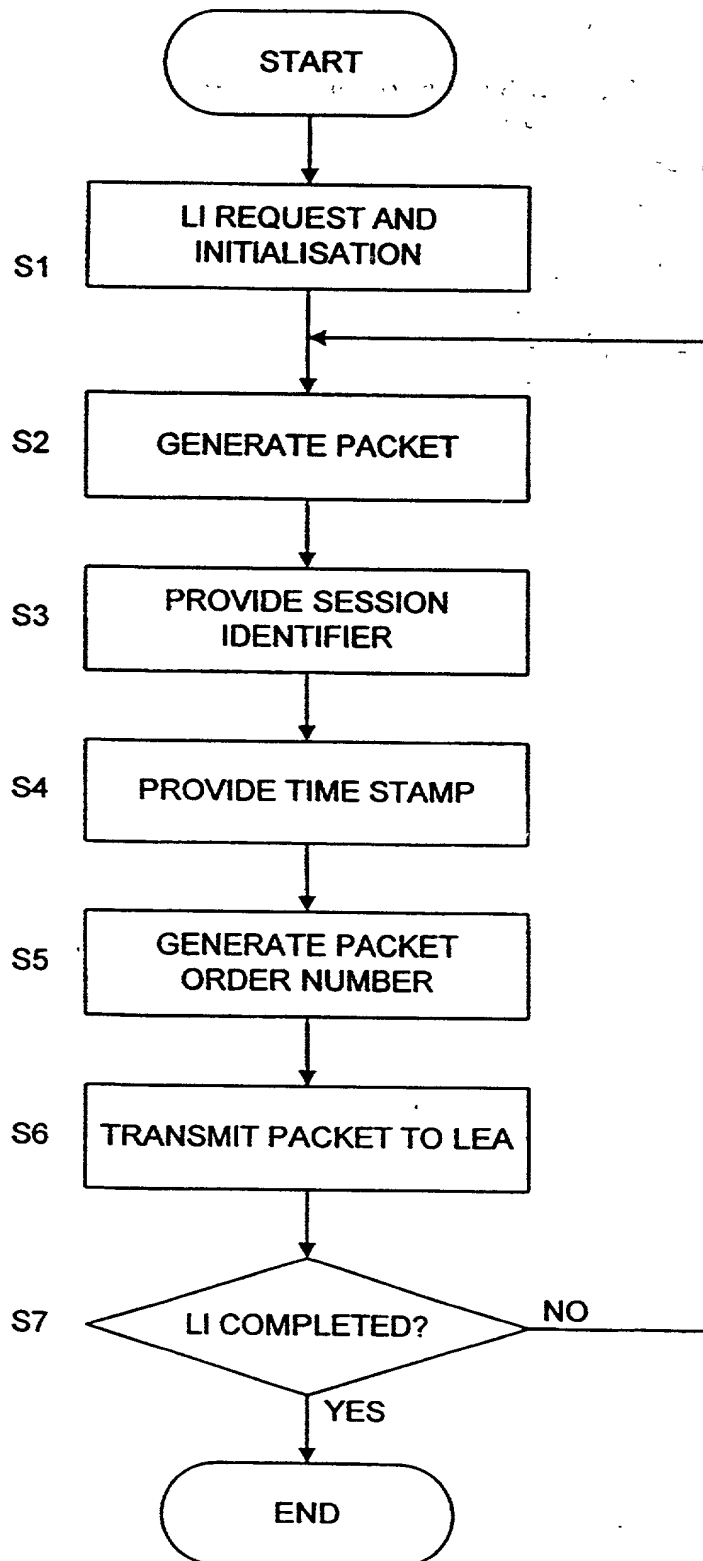 START
S1
LI REQUEST AND
INITIALISATION
S2
GENERATE PACKET
S3
PROVIDE SESSION
IDENTIFIER
S4
PROVIDE TIME STAMP
S5
GENERATE PACKET
ORDER NUMBER
S6
TRANSMIT PACKET TO LEA
S7
LI COMPLETED?
NO
YES
END